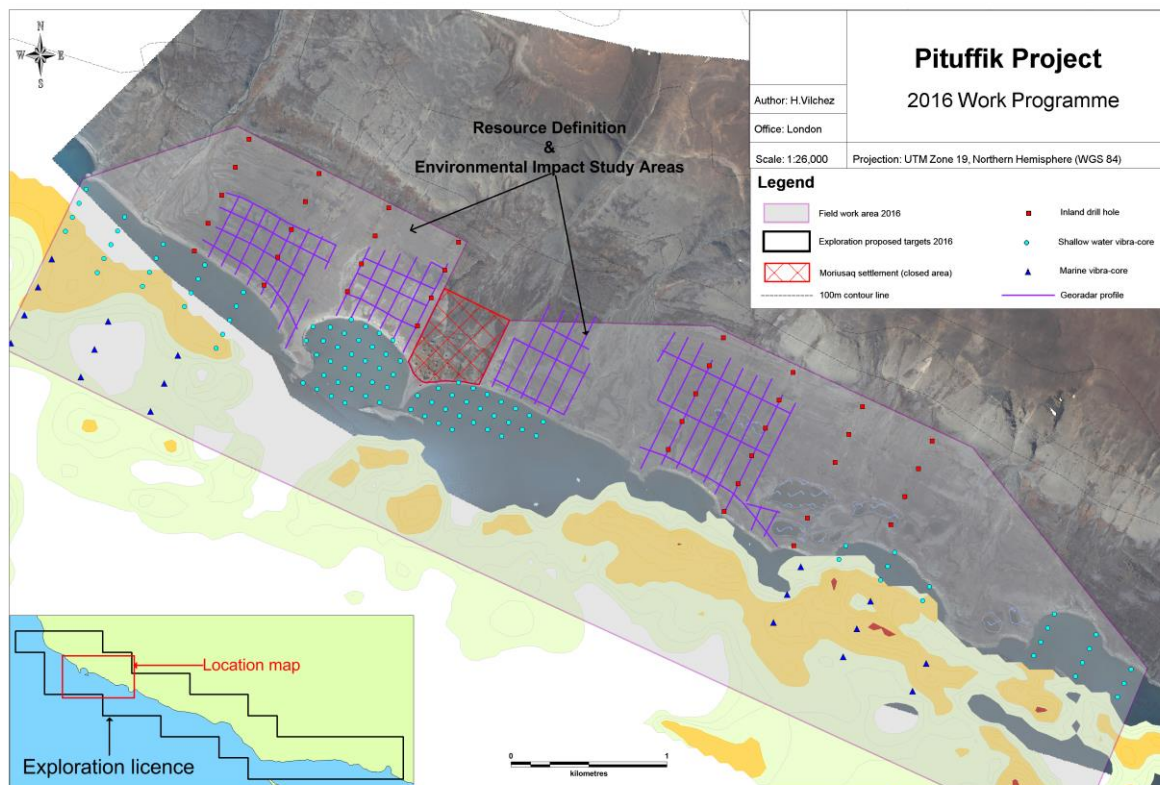 N
W E
S
Pituffik Project
2016 Work Programme
Author: H.Vilchez
Office: London
Scale: 1:26,000
Projection: UTM Zone 19, Northern Hemisphere (WGS 84)
Legend
Field work area 2016
Exploration proposed targets 2016
Moriusaq settlement (closed area)
100m contour line
Inland drill hole
Shallow water vibra-core
Marine vibra-core
Georadar profile
Resource Definition
&
Environmental Impact Study Areas
Location map
Exploration licence
0 1
kilometres